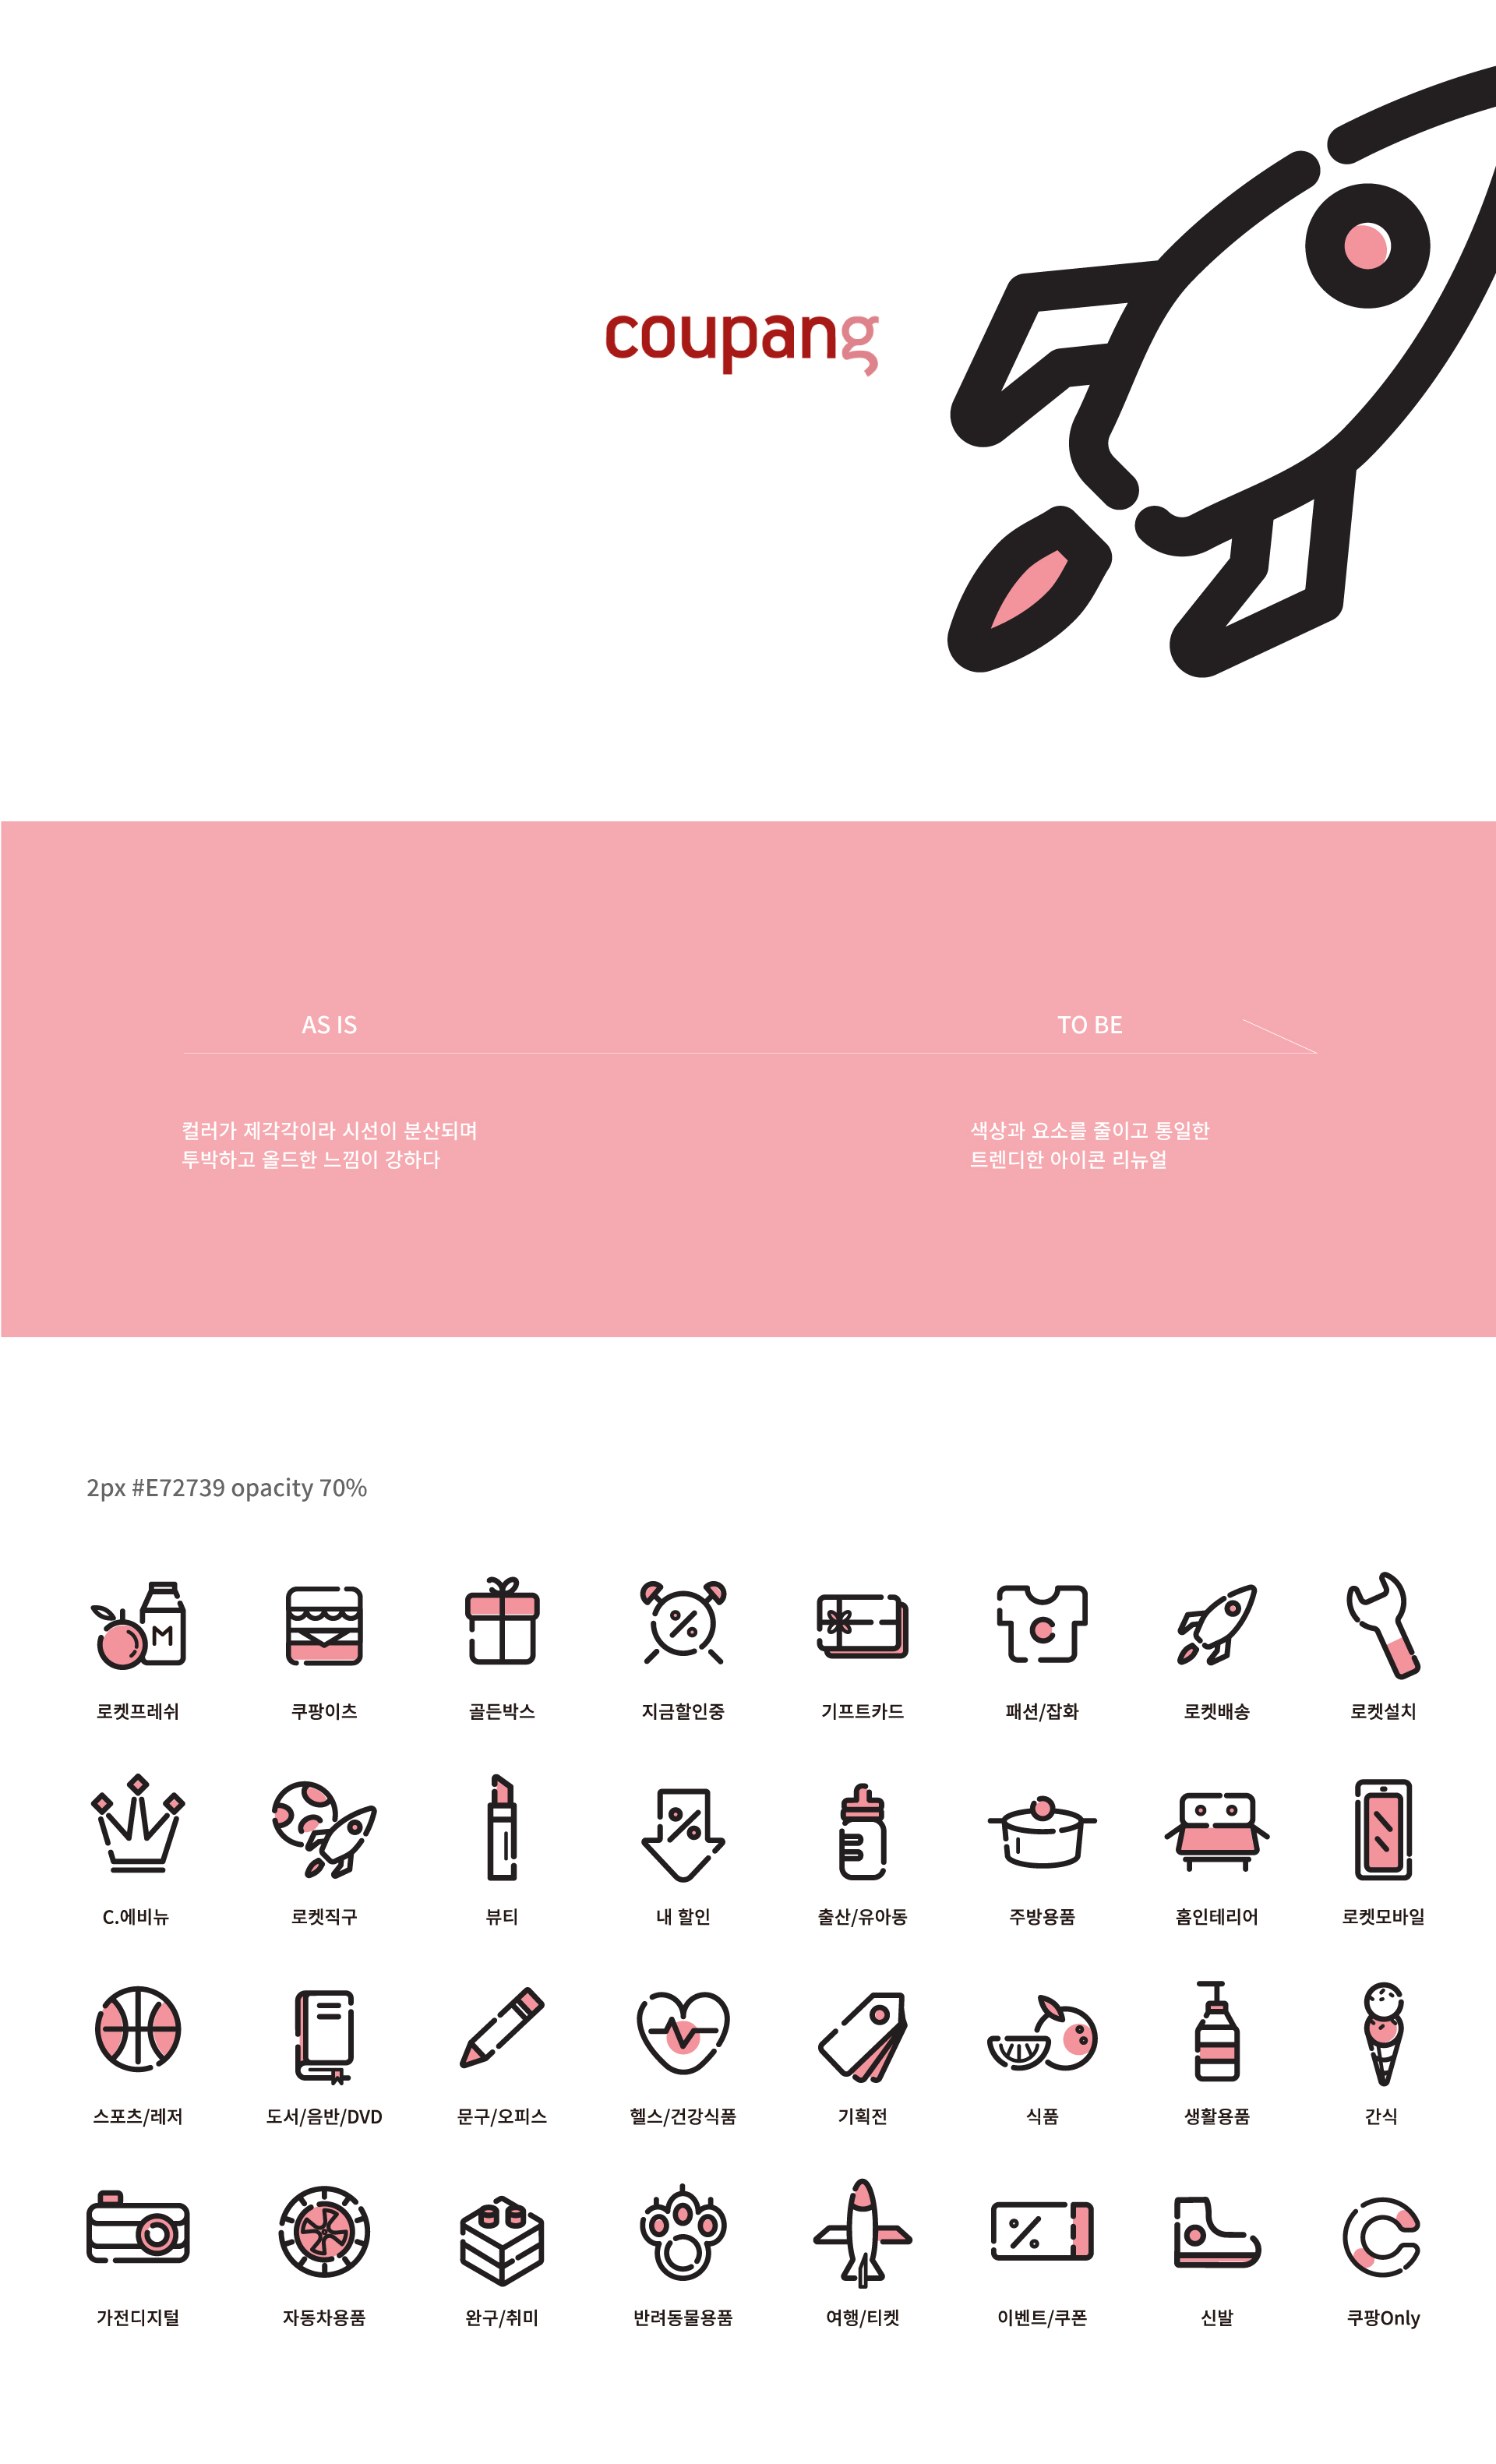 coupang
AS IS
TO BE
컬러가 제각각이라 시선이 분산되며
투박하고 올드한 느낌이 강하다
색상과 요소를 줄이고 통일한
트렌디한 아이콘 리뉴얼
2px #E72739 opacity 70%
M
로켓프레쉬
쿠팡이츠
골든박스
지금할인중
기프트카드
패션/잡화
로켓배송
로켓설치
C.에비뉴
로켓직구
뷰티
내 할인
출산/유아동
주방용품
홈인테리어
로켓모바일
스포츠/레저
도서/음반/DVD
문구/오피스
헬스/건강식품
기획전
식품
생활용품
간식
가전디지털
자동차용품
완구/취미
반려동물용품
여행/티켓
이벤트/쿠폰
신발
쿠팡Only